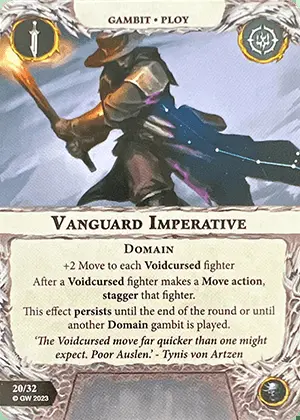 GAMBIT • PLOY
VANGUARD IMPERATIVE
DOMAIN
+2 Move to each Voidcursed fighter
After a Voidcursed fighter makes a Move action,
stagger that fighter.
This effect persists until the end of the round or until
another Domain gambit is played.
'The Voidcursed move far quicker than one might
expect. Poor Auslen.' - Tynis von Artzen
20/32
© GW 2023